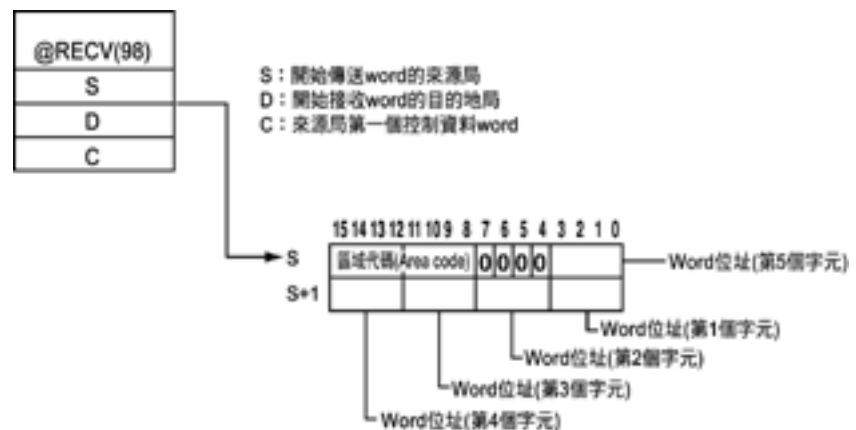 @RECV(98)
S
D
C
S：開始傳送word的來源局
D：開始接收word的目的地局
C：來源局第一個控制資料word
15 14 13 12 11 10 9 8 7 6 5 4 3 2 1 0
S 區域代碼(Area code) 0 0 0 0 Word位址(第5個字元)
S+1
Word位址(第1個字元)
Word位址(第2個字元)
Word位址(第3個字元)
Word位址(第4個字元)